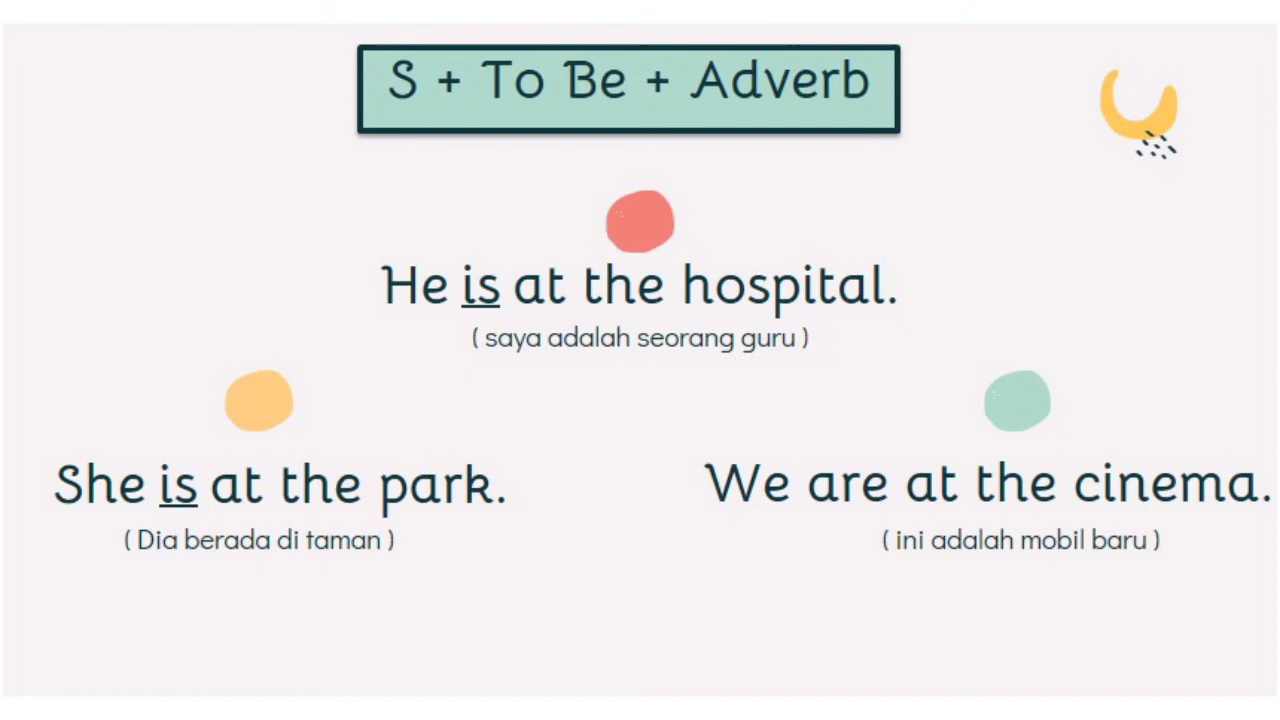 S + To Be + Adverb
He is at the hospital.
( saya adalah seorang guru )
She is at the park.
( Dia berada di taman )
We are at the cinema.
( ini adalah mobil baru )